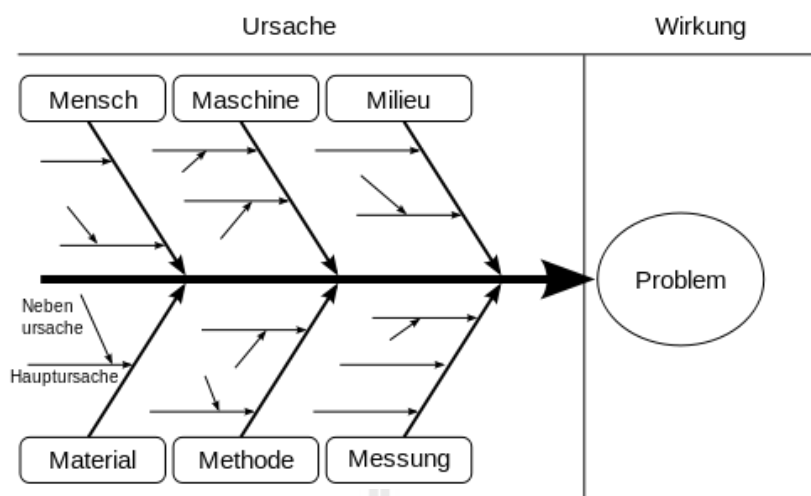 Ursache
Wirkung
Mensch
Maschine
Milieu
Problem
Neben
ursache
Hauptursache
Material
Methode
Messung